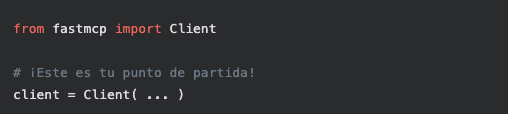 from fastmcp import Client
# ¡Este es tu punto de partida!
client = Client( ... )